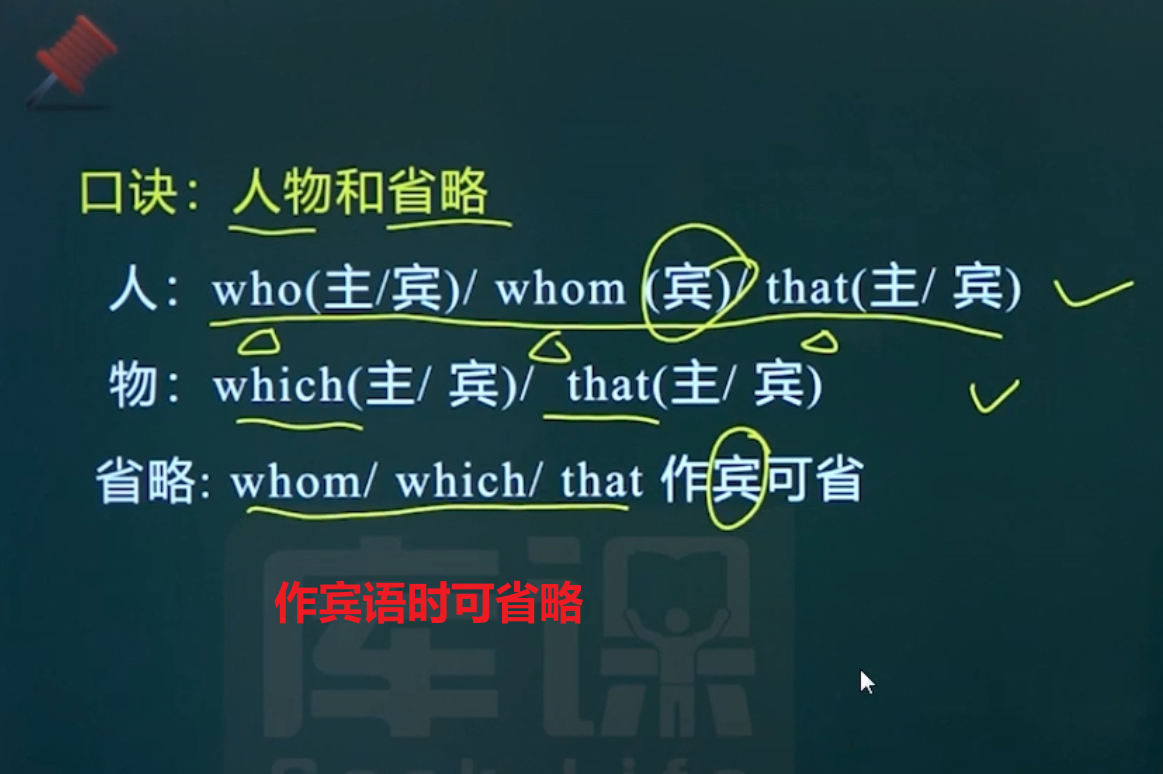 口诀：人物和省略
人：who(主/宾)/ whom (宾)/ that(主/ 宾)
物：which(主/ 宾)/ that(主/ 宾)
省略: whom/ which/ that 作宾可省
作宾语时可省略
库课